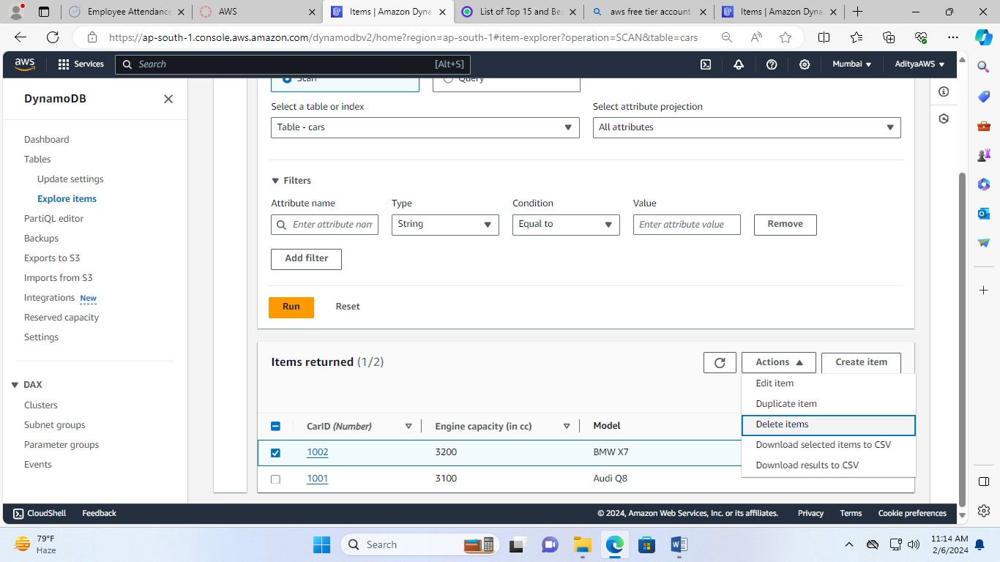 Employee Attendance
AWS
Items | Amazon Dyna
List of Top 15 and Be
aws free tier account
Items | Amazon Dyna
https://ap-south-1.console.aws.amazon.com/dynamodbv2/home?region=ap-south-1#item-explorer?operation=SCAN&table=cars
aws
Services
Search
[Alt+S]
Mumbai
AdityaAWS
DynamoDB
Dashboard
Tables
Update settings
Explore items
PartiQL editor
Backups
Exports to S3
Imports from S3
Integrations New
Reserved capacity
Settings
DAX
Clusters
Subnet groups
Parameter groups
Events
Scan
Query
Select a table or index
Select attribute projection
Table - cars
All attributes
Filters
Attribute name
Type
Condition
Value
Enter attribute nam
String
Equal to
Enter attribute value
Remove
Add filter
Run
Reset
Items returned (1/2)
Actions
Create item
Edit item
Duplicate item
Delete items
Download selected items to CSV
Download results to CSV
CarID (Number)
Engine capacity (in cc)
Model
1002
3200
BMW X7
1001
3100
Audi Q8
CloudShell
Feedback
© 2024, Amazon Web Services, Inc. or its affiliates.
Privacy
Terms
Cookie preferences
79°F
Haze
Search
11:14 AM
2/6/2024